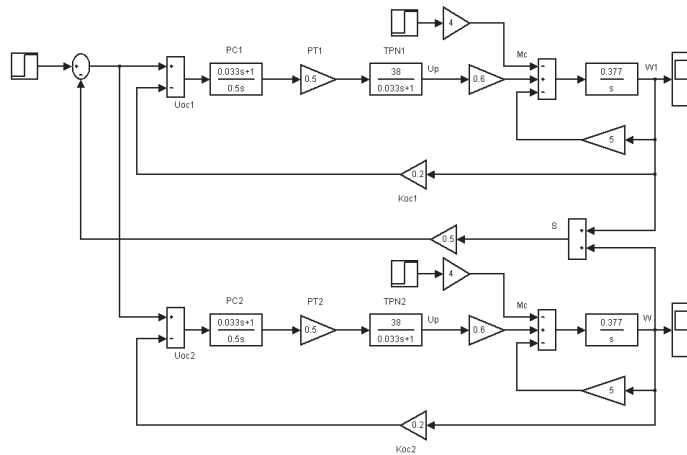 4
Mc
PC1
PT1
TPN1
Up
W1
+
-
+
-
0.033s+1
0.5s
0.5
38
0.033s+1
0.6
-
+
-
0.377
s
Uoc1
5
0.2
Koc1
S
0.5
+
+
4
Mc
PC2
PT2
TPN2
Up
W
+
-
0.033s+1
0.5s
0.5
38
0.033s+1
0.6
-
+
-
0.377
s
Uoc2
5
0.2
Koc2